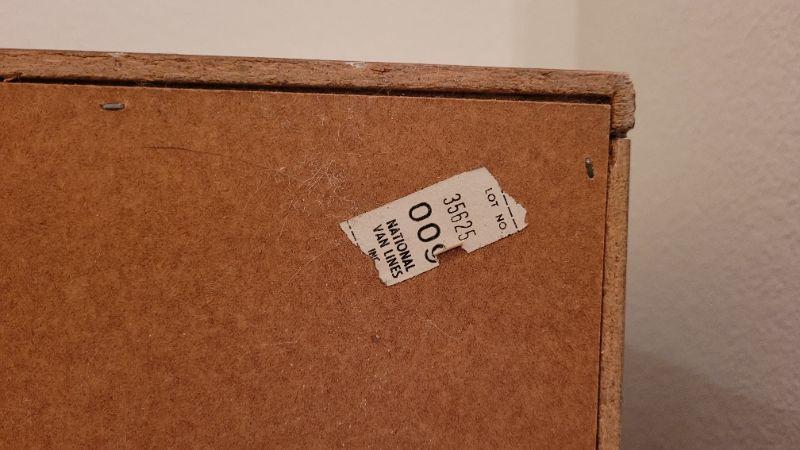 LOT NO.
35625
009
NATIONAL
VAN LINES
INC